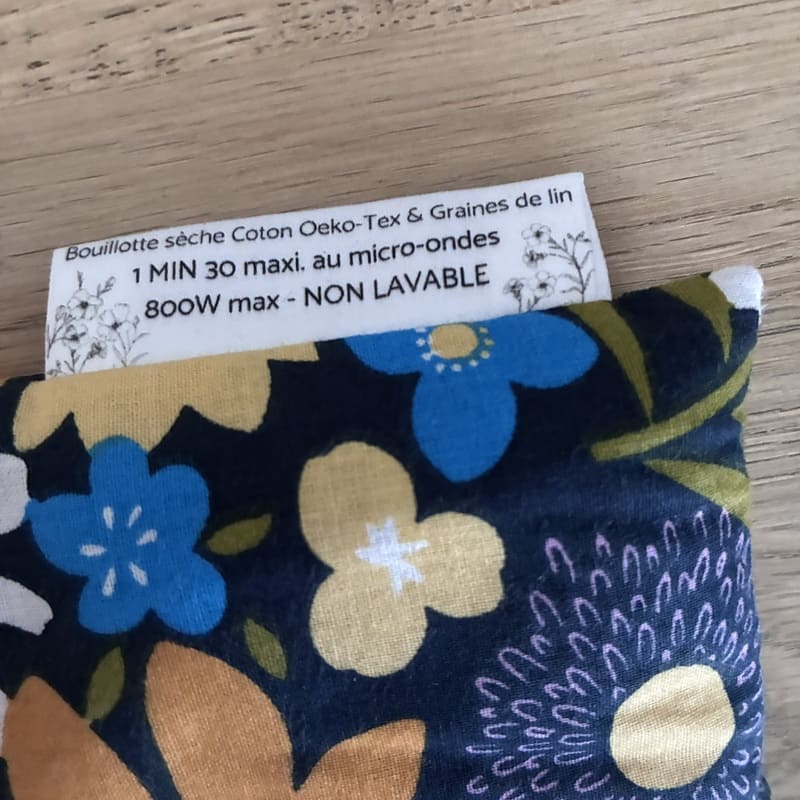 Bouillotte sèche Coton Oeko-Tex & Graines de lin
1 MIN 30 maxi. au micro-ondes
800W max - NON LAVABLE